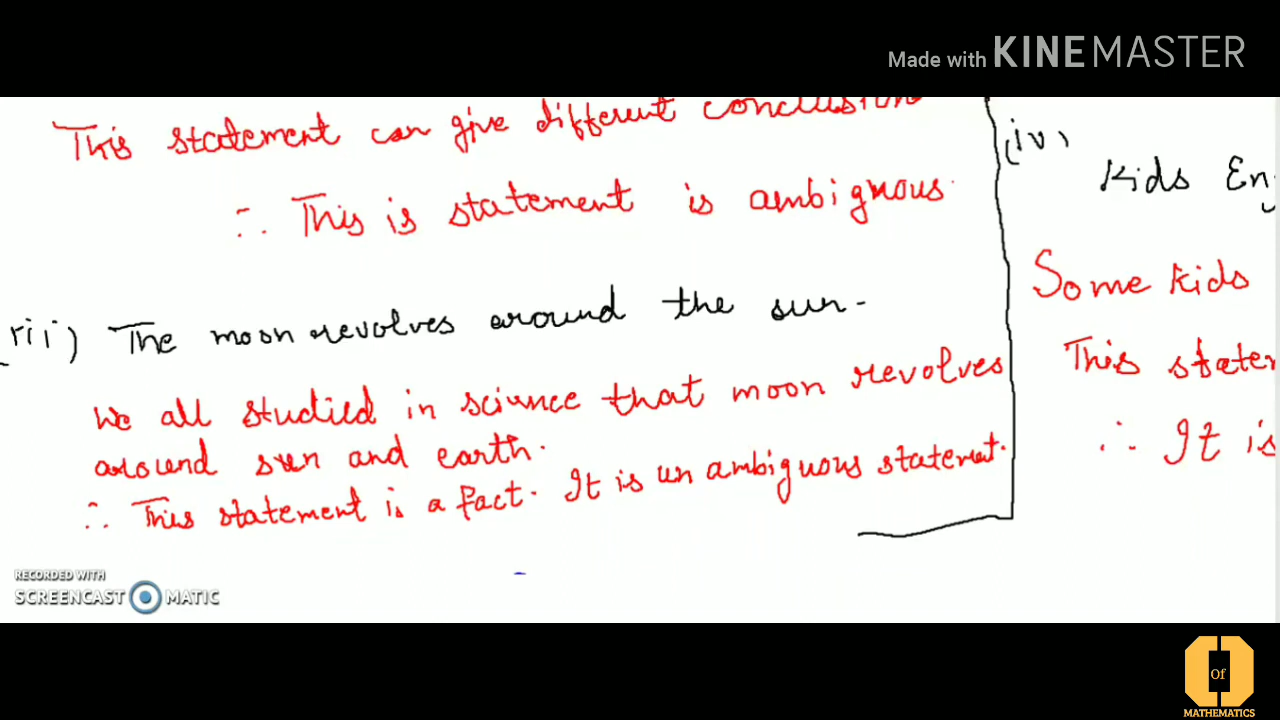 Made with KINEMASTER
This statement can give different conclusion
∴ This is statement is ambiguous.
(iii) The moon revolves around the sun.
We all studied in science that moon revolves
around sun and earth.
∴ This statement is a fact. It is un ambiguous statement.
(iv)
Kids En
Some kids
This state
∴ It is
RECORDED WITH
SCREENCAST MATIC
Of
MATHEMATICS